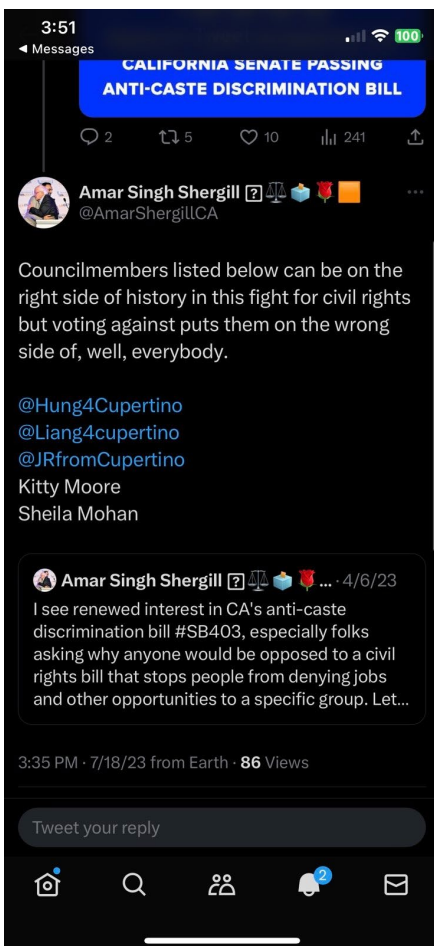 3:51
100
◀ Messages
CALIFORNIA SENATE PASSING
ANTI-CASTE DISCRIMINATION BILL
2 5 10 241
Amar Singh Shergill ?
@AmarShergillCA
Councilmembers listed below can be on the
right side of history in this fight for civil rights
but voting against puts them on the wrong
side of, well, everybody.
@Hung4Cupertino
@Liang4cupertino
@JRfromCupertino
Kitty Moore
Sheila Mohan
Amar Singh Shergill ? ... · 4/6/23
I see renewed interest in CA's anti-caste
discrimination bill #SB403, especially folks
asking why anyone would be opposed to a civil
rights bill that stops people from denying jobs
and other opportunities to a specific group. Let...
3:35 PM · 7/18/23 from Earth · 86 Views
Tweet your reply
2